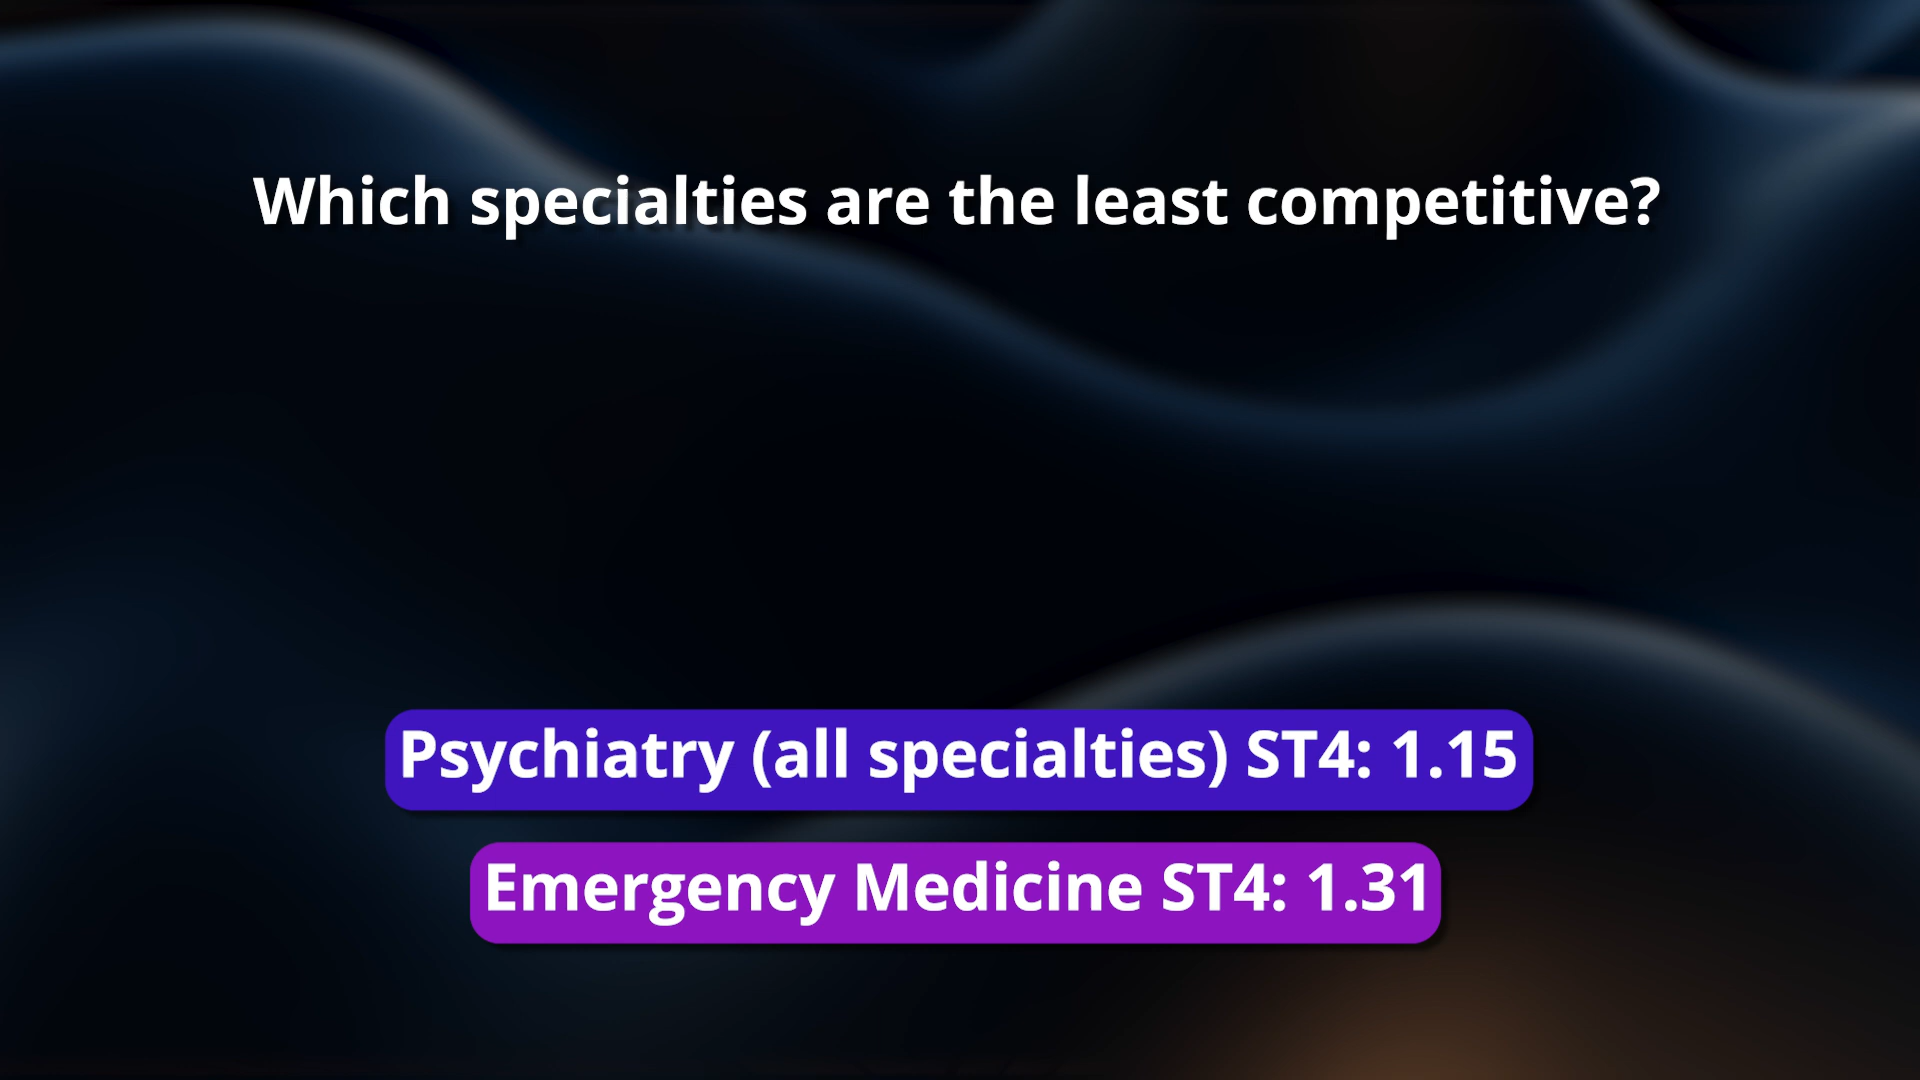 Which specialties are the least competitive?
Psychiatry (all specialties) ST4: 1.15
Emergency Medicine ST4: 1.31